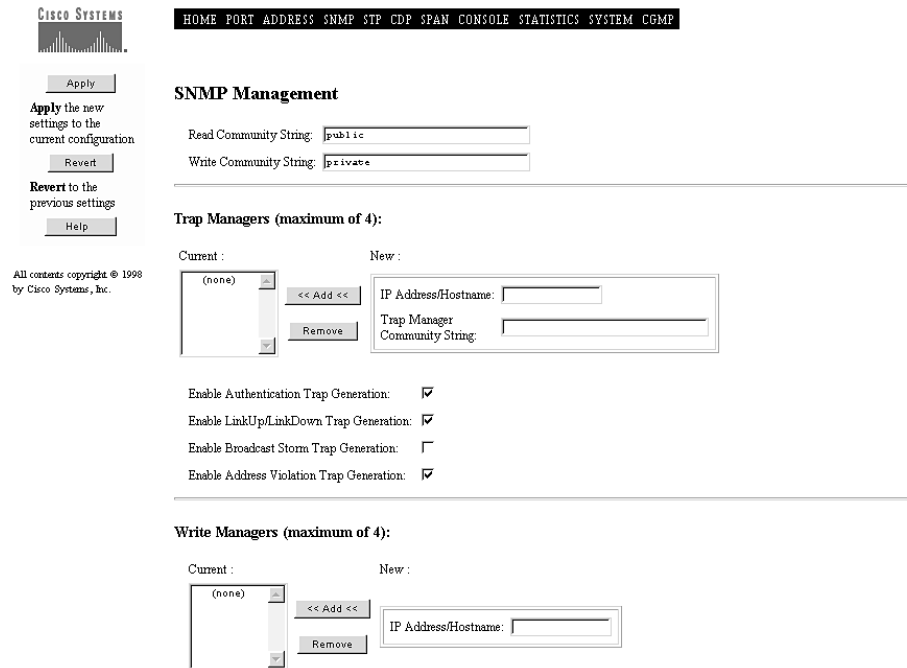 CISCO SYSTEMS
HOME PORT ADDRESS SNMP STP CDP SPAN CONSOLE STATISTICS SYSTEM CGMP
Apply
Apply the new
settings to the
current configuration
Revert
Revert to the
previous settings
Help
All contents copyright © 1998
by Cisco Systems, Inc.
SNMP Management
Read Community String: public
Write Community String: private
Trap Managers (maximum of 4):
Current : New :
(none)
<< Add <<
Remove
IP Address/Hostname:
Trap Manager
Community String:
Enable Authentication Trap Generation:
Enable LinkUp/LinkDown Trap Generation:
Enable Broadcast Storm Trap Generation:
Enable Address Violation Trap Generation:
Write Managers (maximum of 4):
Current : New :
(none)
<< Add <<
Remove
IP Address/Hostname: